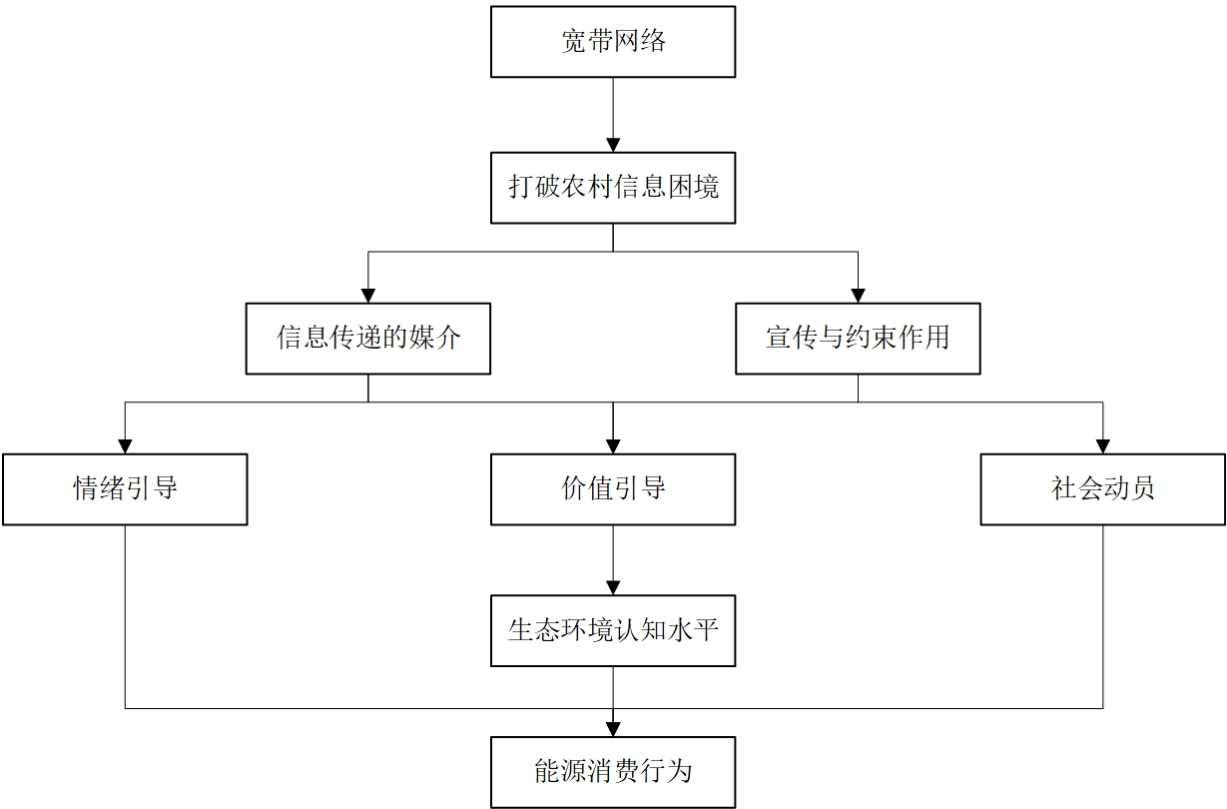 宽带网络
打破农村信息困境
信息传递的媒介
宣传与约束作用
情绪引导
价值引导
社会动员
生态环境认知水平
能源消费行为